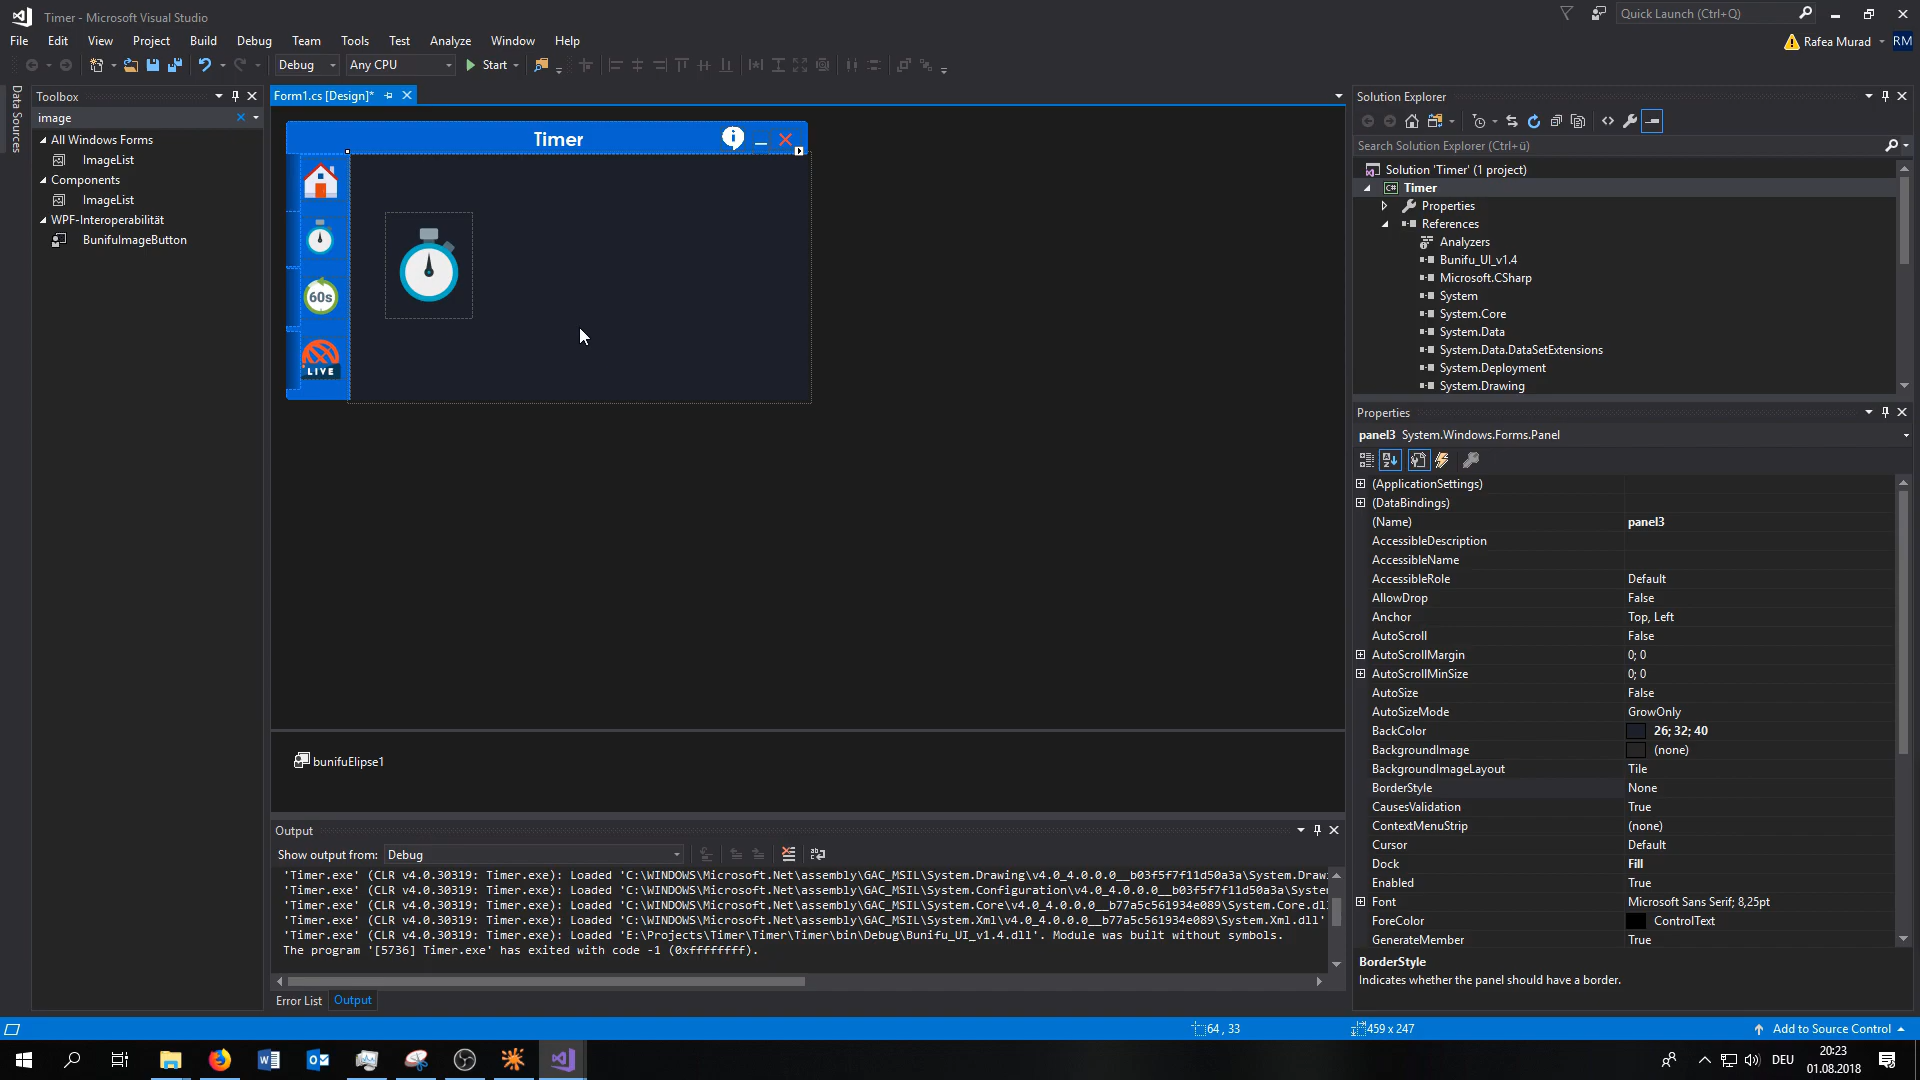 Timer - Microsoft Visual Studio
Quick Launch (Ctrl+Q)
File Edit View Project Build Debug Team Tools Test Analyze Window Help
Rafea Murad RM
Debug Any CPU Start
Data Sources
Toolbox
image
All Windows Forms
ImageList
Components
ImageList
WPF-Interoperabilität
BunifuImageButton
Form1.cs [Design]*
Timer
60s
LIVE
bunifuElipse1
Output
Show output from: Debug
'Timer.exe' (CLR v4.0.30319: Timer.exe): Loaded 'C:\WINDOWS\Microsoft.Net\assembly\GAC_MSIL\System.Drawing\v4.0_4.0.0.0__b03f5f7f11d50a3a\System.Drawi
'Timer.exe' (CLR v4.0.30319: Timer.exe): Loaded 'C:\WINDOWS\Microsoft.Net\assembly\GAC_MSIL\System.Configuration\v4.0_4.0.0.0__b03f5f7f11d50a3a\System
'Timer.exe' (CLR v4.0.30319: Timer.exe): Loaded 'C:\WINDOWS\Microsoft.Net\assembly\GAC_MSIL\System.Core\v4.0_4.0.0.0__b77a5c561934e089\System.Core.dll
'Timer.exe' (CLR v4.0.30319: Timer.exe): Loaded 'C:\WINDOWS\Microsoft.Net\assembly\GAC_MSIL\System.Xml\v4.0_4.0.0.0__b77a5c561934e089\System.Xml.dll'
'Timer.exe' (CLR v4.0.30319: Timer.exe): Loaded 'E:\Projects\Timer\Timer\Timer\bin\Debug\Bunifu_UI_v1.4.dll'. Module was built without symbols.
The program '[5736] Timer.exe' has exited with code -1 (0xffffffff).
Error List Output
Solution Explorer
Search Solution Explorer (Ctrl+ü)
Solution 'Timer' (1 project)
C# Timer
Properties
References
Analyzers
Bunifu_UI_v1.4
Microsoft.CSharp
System
System.Core
System.Data
System.Data.DataSetExtensions
System.Deployment
System.Drawing
Properties
panel3 System.Windows.Forms.Panel
(ApplicationSettings)
(DataBindings)
(Name) panel3
AccessibleDescription
AccessibleName
AccessibleRole Default
AllowDrop False
Anchor Top, Left
AutoScroll False
AutoScrollMargin 0; 0
AutoScrollMinSize 0; 0
AutoSize False
AutoSizeMode GrowOnly
BackColor 26; 32; 40
BackgroundImage (none)
BackgroundImageLayout Tile
BorderStyle None
CausesValidation True
ContextMenuStrip (none)
Cursor Default
Dock Fill
Enabled True
Font Microsoft Sans Serif; 8,25pt
ForeColor ControlText
GenerateMember True
BorderStyle
Indicates whether the panel should have a border.
64 , 33 459 x 247 Add to Source Control
DEU 20:23
01.08.2018